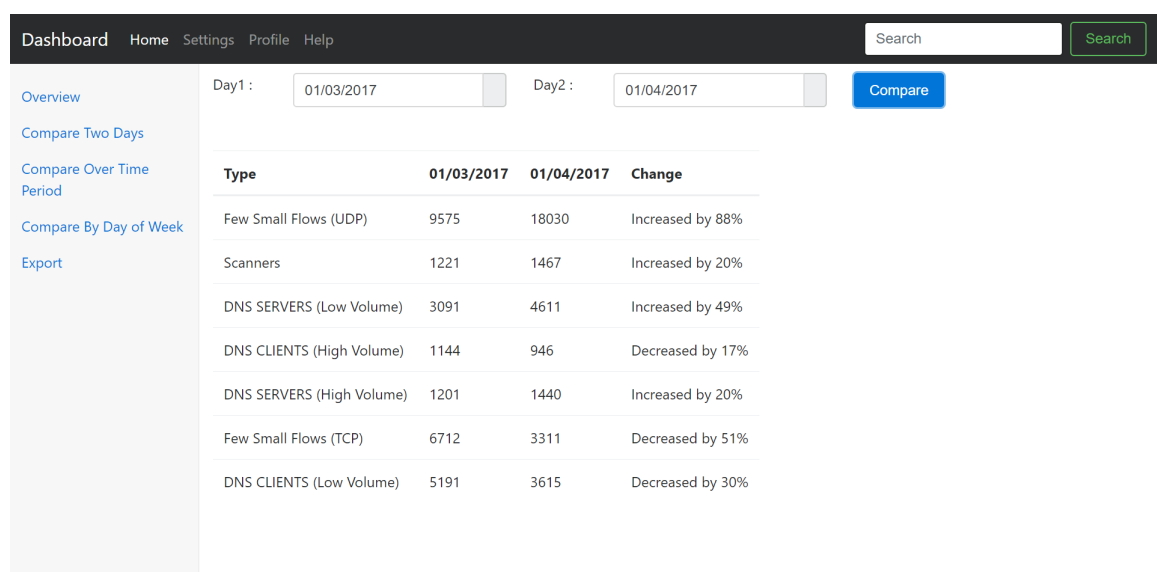 Dashboard Home Settings Profile Help Search Search
Overview
Compare Two Days
Compare Over Time
Period
Compare By Day of Week
Export
Day1 : 01/03/2017 Day2 : 01/04/2017 Compare
Type 01/03/2017 01/04/2017 Change
Few Small Flows (UDP) 9575 18030 Increased by 88%
Scanners 1221 1467 Increased by 20%
DNS SERVERS (Low Volume) 3091 4611 Increased by 49%
DNS CLIENTS (High Volume) 1144 946 Decreased by 17%
DNS SERVERS (High Volume) 1201 1440 Increased by 20%
Few Small Flows (TCP) 6712 3311 Decreased by 51%
DNS CLIENTS (Low Volume) 5191 3615 Decreased by 30%